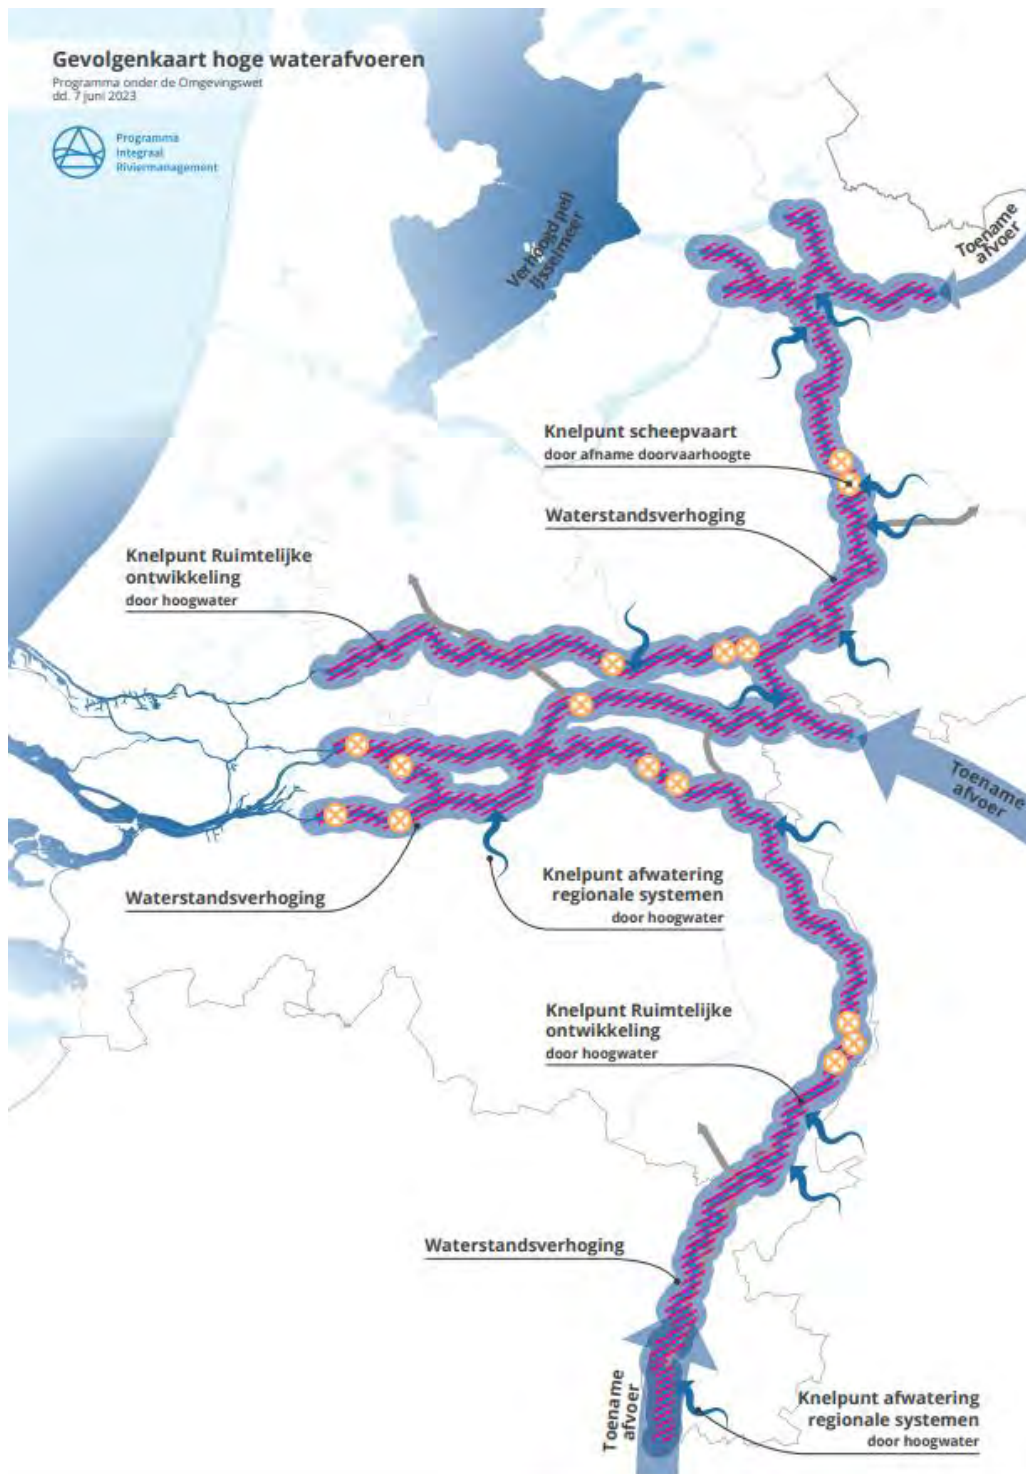 Gevolgenkaart hoge waterafvoeren
Programma onder de Omgevingswet
dd. 7 juni 2023
Programma
Integraal
Riviermanagement
Verhoogd peil
Ijsselmeer
Toename
afvoer
Knelpunt scheepvaart
door afname doorvaarhoogte
Waterstandsverhoging
Knelpunt Ruimtelijke
ontwikkeling
door hoogwater
Toename
afvoer
Waterstandsverhoging
Knelpunt afwatering
regionale systemen
door hoogwater
Knelpunt Ruimtelijke
ontwikkeling
door hoogwater
Waterstandsverhoging
Toename
afvoer
Knelpunt afwatering
regionale systemen
door hoogwater